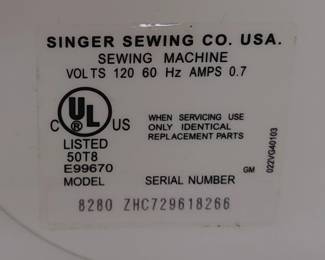 SINGER SEWING CO. USA.
SEWING MACHINE
VOLTS 120 60 Hz AMPS 0.7
UL
C ® US
LISTED
50T8
E99670
WHEN SERVICING USE
ONLY IDENTICAL
REPLACEMENT PARTS
022VG40103
GM
MODEL SERIAL NUMBER
8280 ZHC729618266